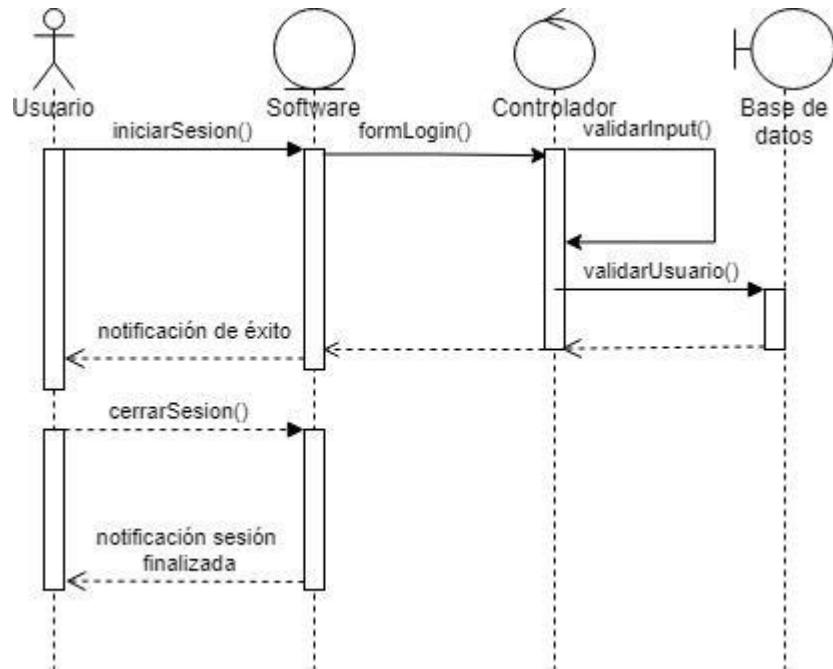 Usuario
Software
Controlador
Base de
datos
iniciarSesion()
formLogin()
validarInput()
validarUsuario()
notificación de éxito
cerrarSesion()
notificación sesión
finalizada